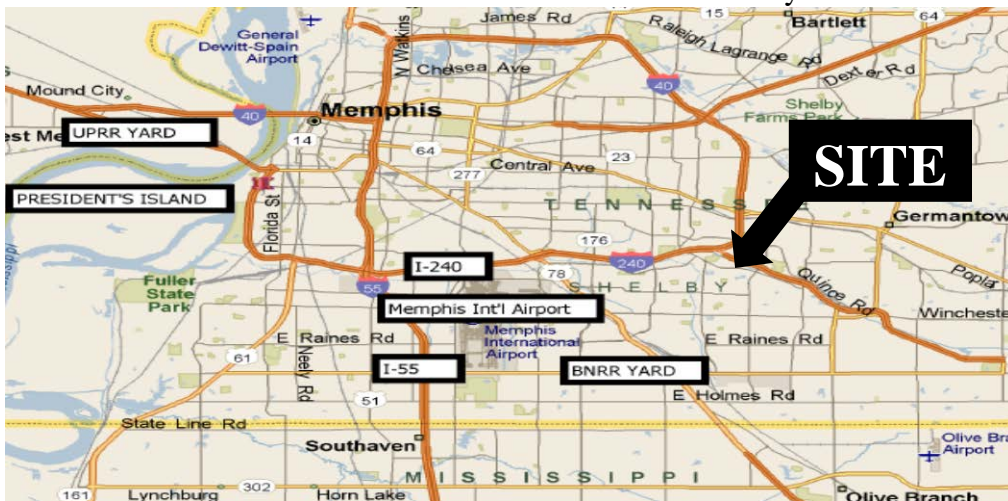 James Rd
15
Bartlett
64
General
Dewitt-Spain
Airport
N Watkins
Raleigh Lagrange Rd
Chelsea Ave
Dexter Rd
Mound City
40
40
Memphis
Shelby
Farms Park
UPRR YARD
14
64
Central Ave
23
SITE
277
PRESIDENT'S ISLAND
Florida St
TENNESSEE
Germantow
176
I-240
240
78
SHELBY
Fuller
State
Park
55
Quince Rd
Popla
Memphis Int'l Airport
Winchester
E Raines Rd
Memphis
International
Airport
E Raines Rd
61
Neely Rd
I-55
BNRR YARD
51
E Holmes Rd
State Line Rd
Southaven
Olive Bra
Airport
MISSISSIPPI
161
Lynchburg
302
Horn Lake
Olive Branch